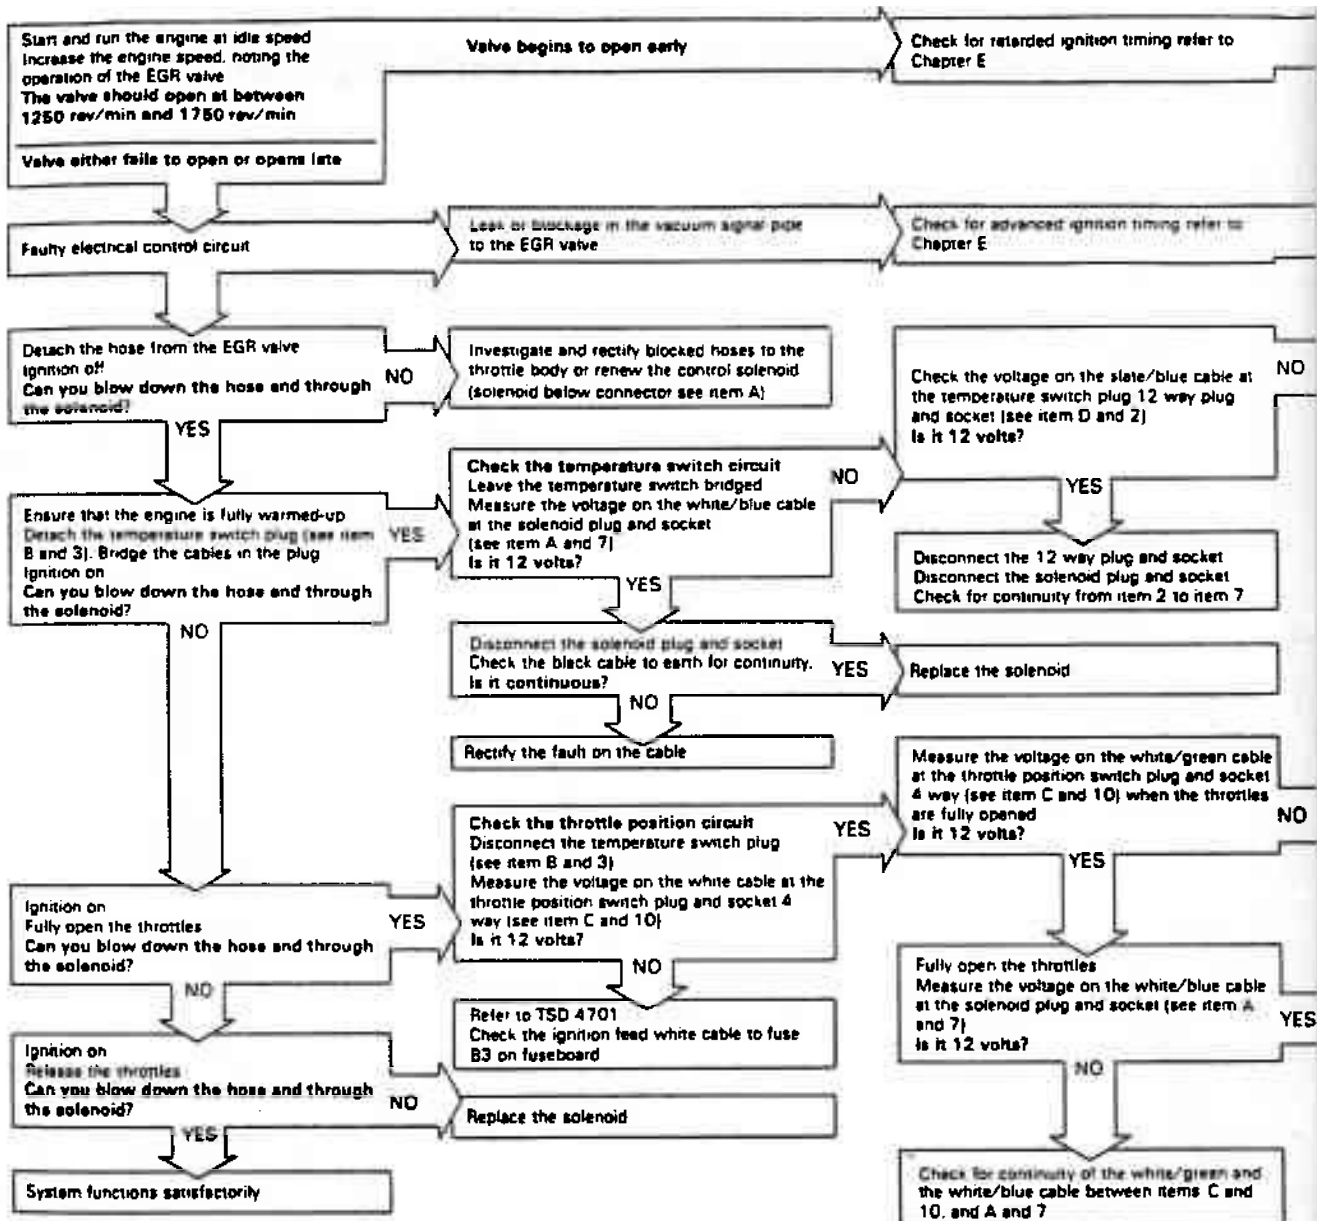 Start and run the engine at idle speed
Increase the engine speed, noting the
operation of the EGR valve
The valve should open at between
1250 rev/min and 1750 rev/min
Valve either fails to open or opens late
Valve begins to open early
Check for retarded ignition timing refer to
Chapter E
Faulty electrical control circuit
Leak or blockage in the vacuum signal pipe
to the EGR valve
Check for advanced ignition timing refer to
Chapter E
Detach the hose from the EGR valve
Ignition off
Can you blow down the hose and through
the solenoid?
NO
YES
Investigate and rectify blocked hoses to the
throttle body or renew the control solenoid
(solenoid below connector see item A)
Check the voltage on the slate/blue cable at
the temperature switch plug 12 way plug
and socket (see item D and 2)
Is it 12 volts?
NO
YES
Ensure that the engine is fully warmed-up
Detach the temperature switch plug (see item
B and 3). Bridge the cables in the plug
Ignition on
Can you blow down the hose and through
the solenoid?
YES
NO
Check the temperature switch circuit
Leave the temperature switch bridged
Measure the voltage on the white/blue cable
at the solenoid plug and socket
(see item A and 7)
Is it 12 volts?
NO
YES
Disconnect the 12 way plug and socket
Disconnect the solenoid plug and socket
Check for continuity from item 2 to item 7
Disconnect the solenoid plug and socket
Check the black cable to earth for continuity.
Is it continuous?
YES
NO
Replace the solenoid
Rectify the fault on the cable
Measure the voltage on the white/green cable
at the throttle position switch plug and socket
4 way (see item C and 10) when the throttles
are fully opened
Is it 12 volts?
NO
YES
Check the throttle position circuit
Disconnect the temperature switch plug
(see item B and 3)
Measure the voltage on the white cable at the
throttle position switch plug and socket 4
way (see item C and 10)
Is it 12 volts?
YES
NO
Ignition on
Fully open the throttles
Can you blow down the hose and through
the solenoid?
YES
NO
Fully open the throttles
Measure the voltage on the white/blue cable
at the solenoid plug and socket (see item A
and 7)
Is it 12 volts?
YES
NO
Refer to TSD 4701
Check the ignition feed white cable to fuse
B3 on fuseboard
Ignition on
Release the throttles
Can you blow down the hose and through
the solenoid?
NO
YES
Replace the solenoid
System functions satisfactorily
Check for continuity of the white/green and
the white/blue cable between items C and
10, and A and 7